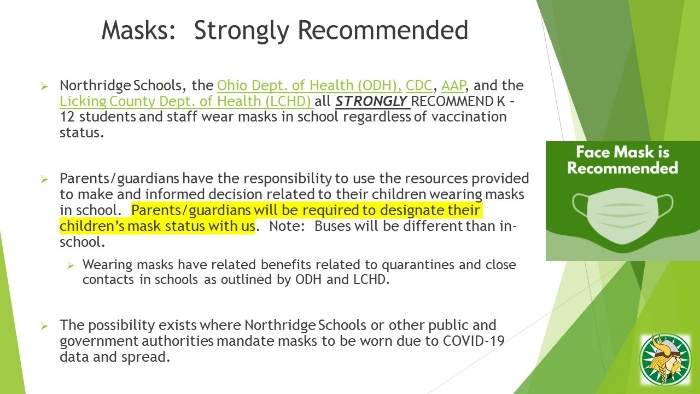 Masks:  Strongly Recommended
Northridge Schools, the Ohio Dept. of Health (ODH), CDC, AAP, and the
Licking County Dept. of Health (LCHD) all STRONGLY RECOMMEND K –
12 students and staff wear masks in school regardless of vaccination
status.
Parents/guardians have the responsibility to use the resources provided
to make and informed decision related to their children wearing masks
in school.  Parents/guardians will be required to designate their
children's mask status with us.  Note:  Buses will be different than in-
school.
Wearing masks have related benefits related to quarantines and close
contacts in schools as outlined by ODH and LCHD.
The possibility exists where Northridge Schools or other public and
government authorities mandate masks to be worn due to COVID-19
data and spread.
Face Mask is
Recommended